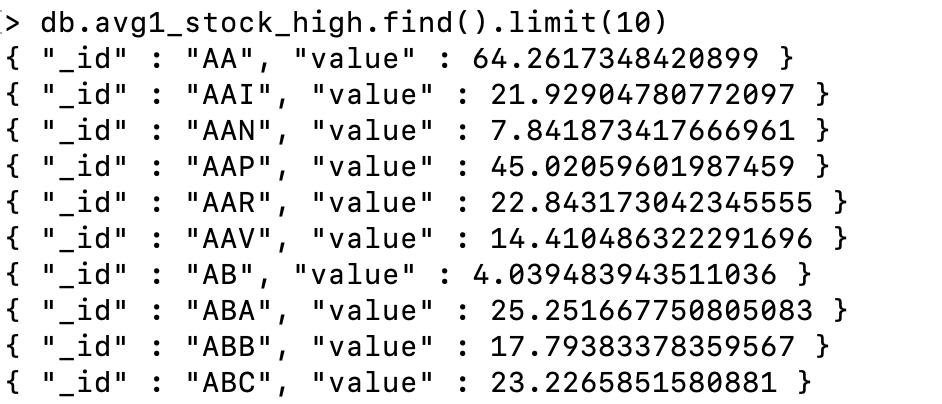 > db.avg1_stock_high.find().limit(10)
{ "_id" : "AA", "value" : 64.2617348420899 }
{ "_id" : "AAI", "value" : 21.92904780772097 }
{ "_id" : "AAN", "value" : 7.841873417666961 }
{ "_id" : "AAP", "value" : 45.02059601987459 }
{ "_id" : "AAR", "value" : 22.843173042345555 }
{ "_id" : "AAV", "value" : 14.410486322291696 }
{ "_id" : "AB", "value" : 4.039483943511036 }
{ "_id" : "ABA", "value" : 25.251667750805083 }
{ "_id" : "ABB", "value" : 17.79383378359567 }
{ "_id" : "ABC", "value" : 23.2265851580881 }